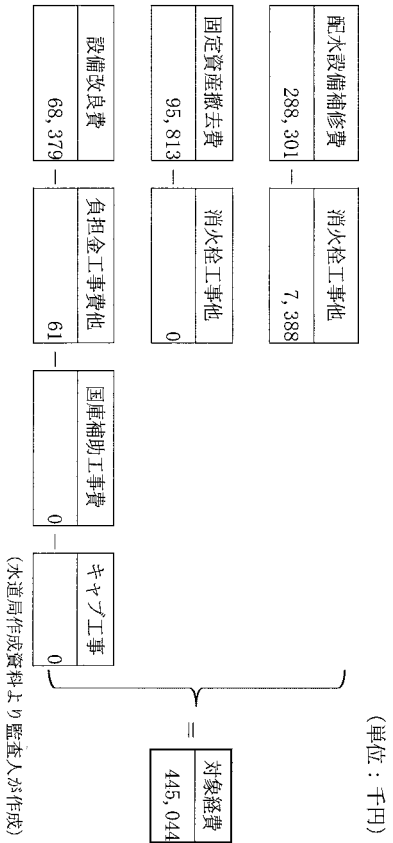 (単位：千円)
配水設備補修費
288,301
－
消火栓工事他
7,388
固定資産撤去費
95,813
－
消火栓工事他
0
設備改良費
68,379
－
負担金工事費他
61
－
国庫補助工事費
0
－
キャブ工事
0
＝
対象経費
445,044
(水道局作成資料より監査人が作成)